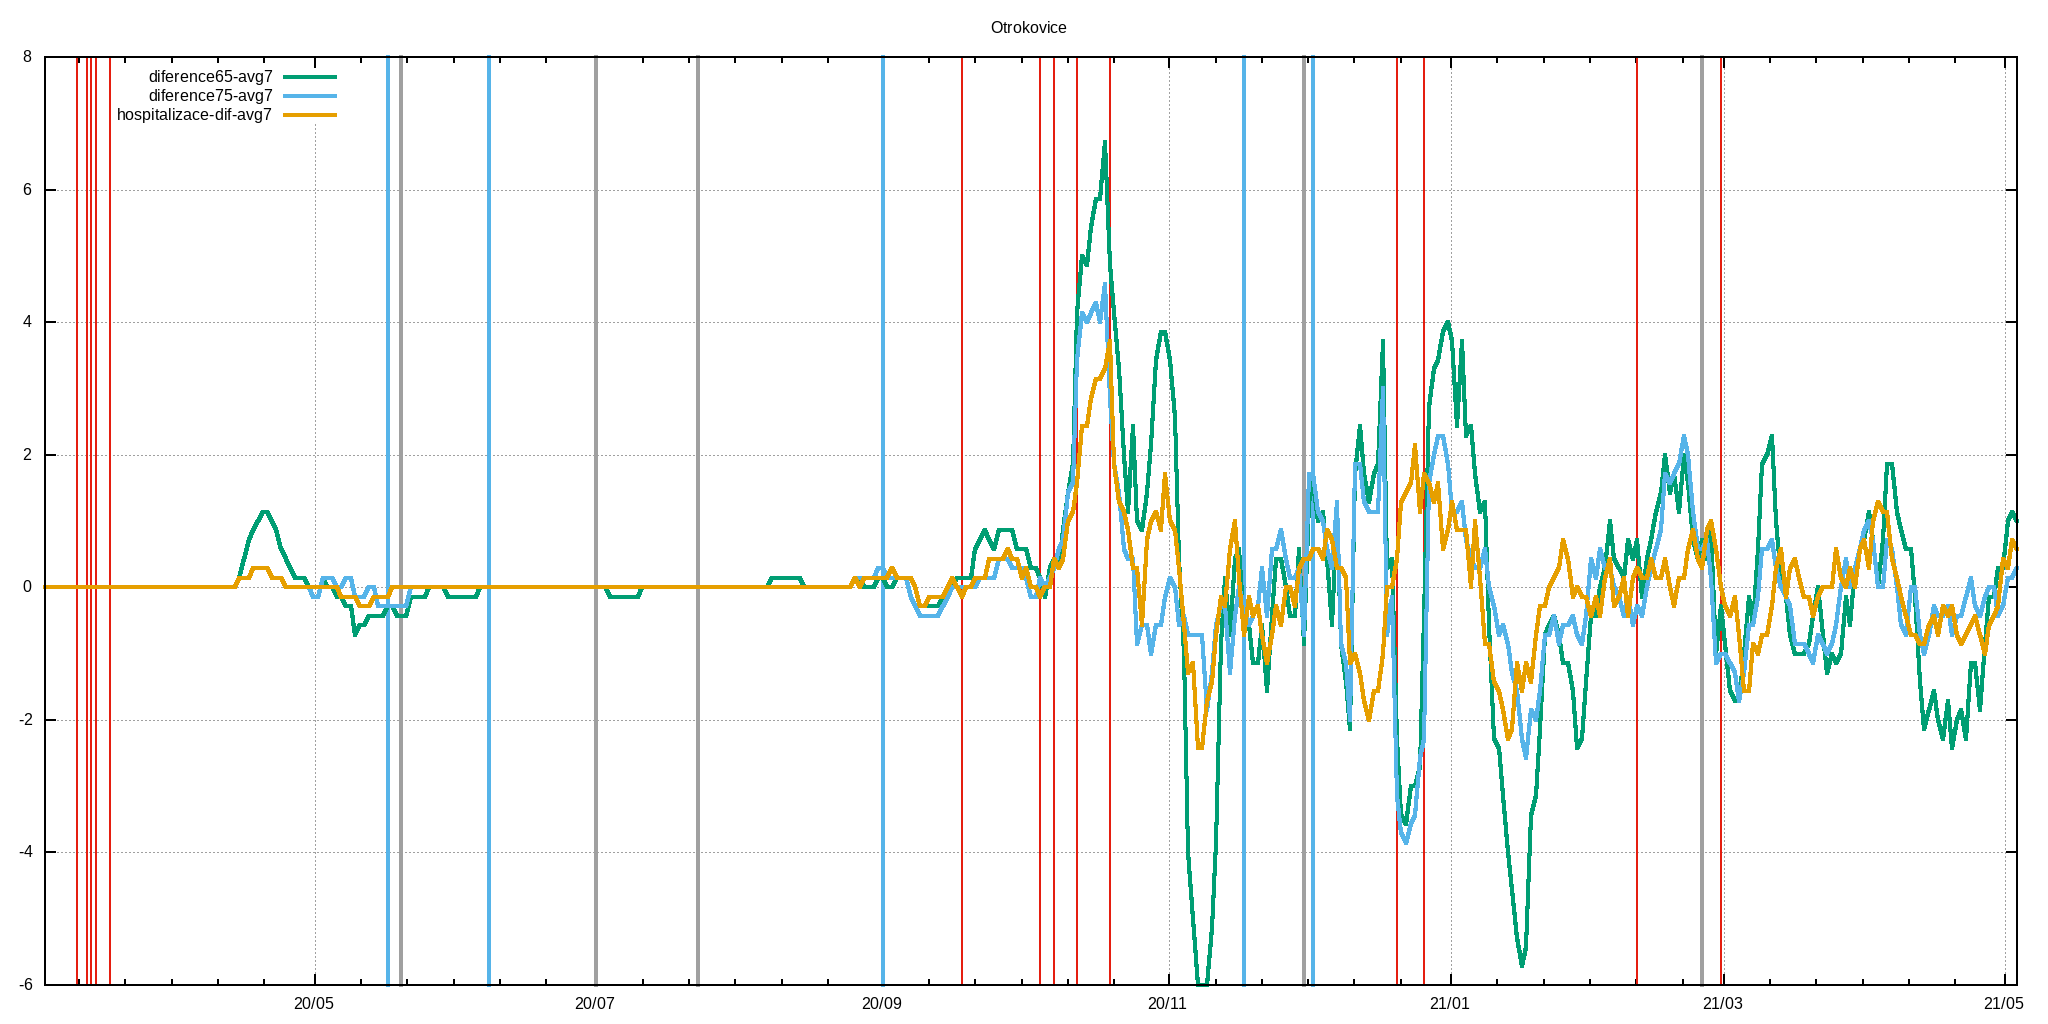 Otrokovice
diference65-avg7
diference75-avg7
hospitalizace-dif-avg7
8
6
4
2
0
-2
-4
-6
20/05 20/07 20/09 20/11 21/01 21/03 21/05